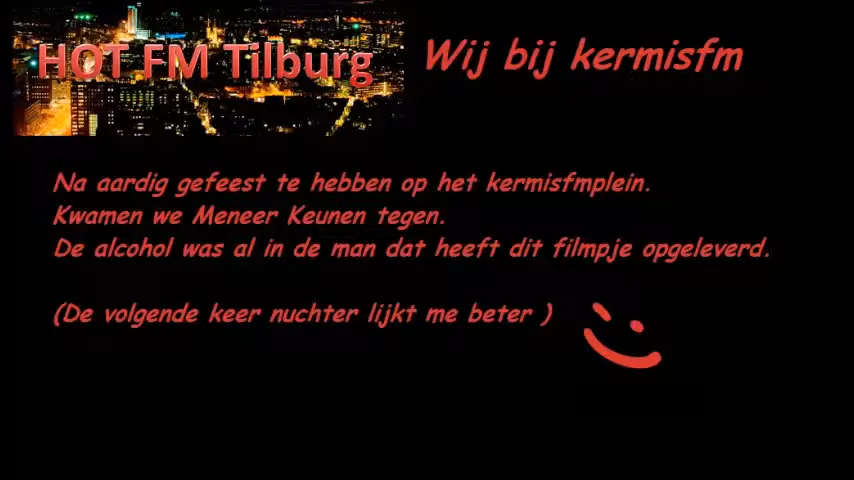 HOT FM Tilburg
Wij bij kermisfm
Na aardig gefeest te hebben op het kermisfmplein.
Kwamen we Meneer Keunen tegen.
De alcohol was al in de man dat heeft dit filmpje opgeleverd.
(De volgende keer nuchter lijkt me beter )